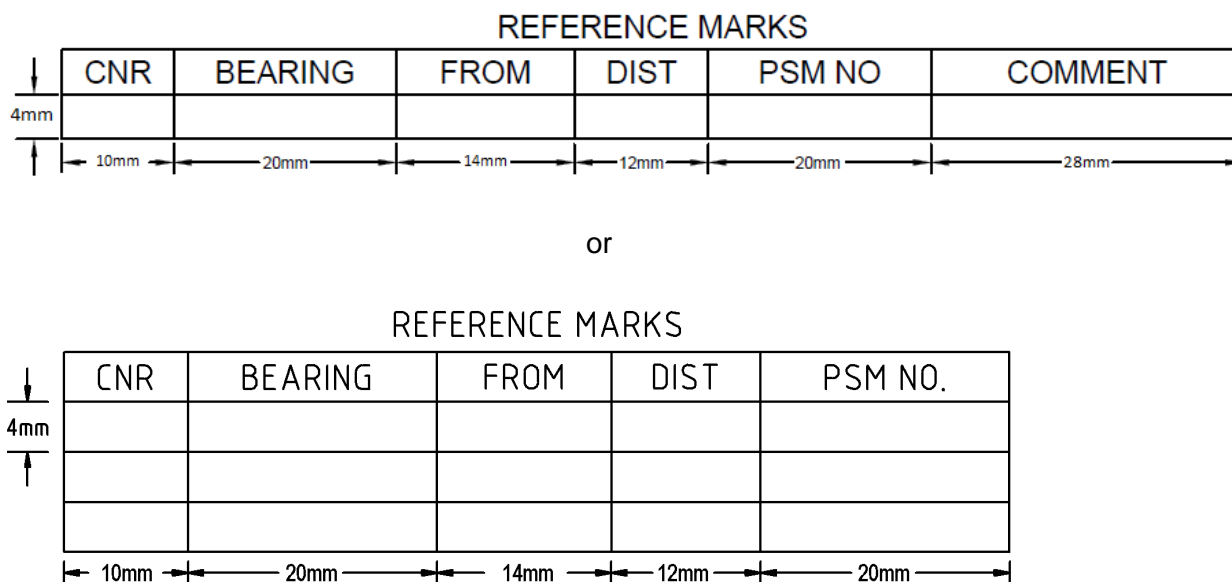 REFERENCE MARKS
CNR BEARING FROM DIST PSM NO COMMENT
4mm
10mm 20mm 14mm 12mm 20mm 28mm
or
REFERENCE MARKS
CNR BEARING FROM DIST PSM NO.
4mm
10mm 20mm 14mm 12mm 20mm